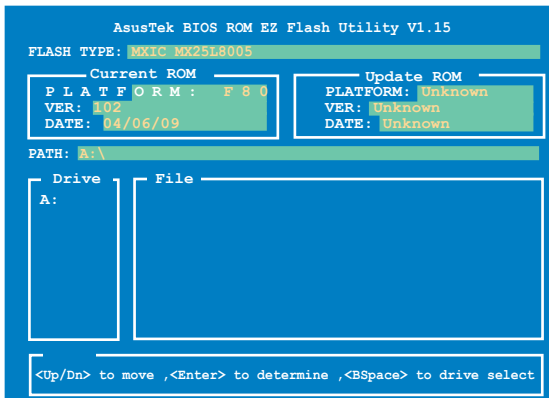 AsusTek BIOS ROM EZ Flash Utility V1.15
FLASH TYPE: MXIC MX25L8005
Current ROM
PLATFORM: F80
VER: 102
DATE: 04/06/09
Update ROM
PLATFORM: Unknown
VER: Unknown
DATE: Unknown
PATH: A:\
Drive
A:
File
<Up/Dn> to move ,<Enter> to determine ,<BSpace> to drive select